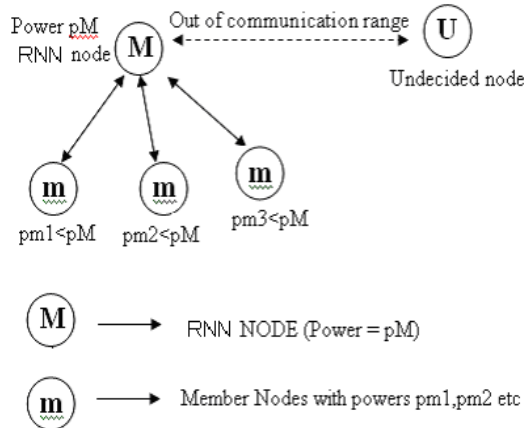 Power pM
RNN node
M
Out of communication range
U
Undecided node
m
m
m
pm1<pM
pm2<pM
pm3<pM
M
RNN NODE (Power = pM)
m
Member Nodes with powers pm1,pm2 etc